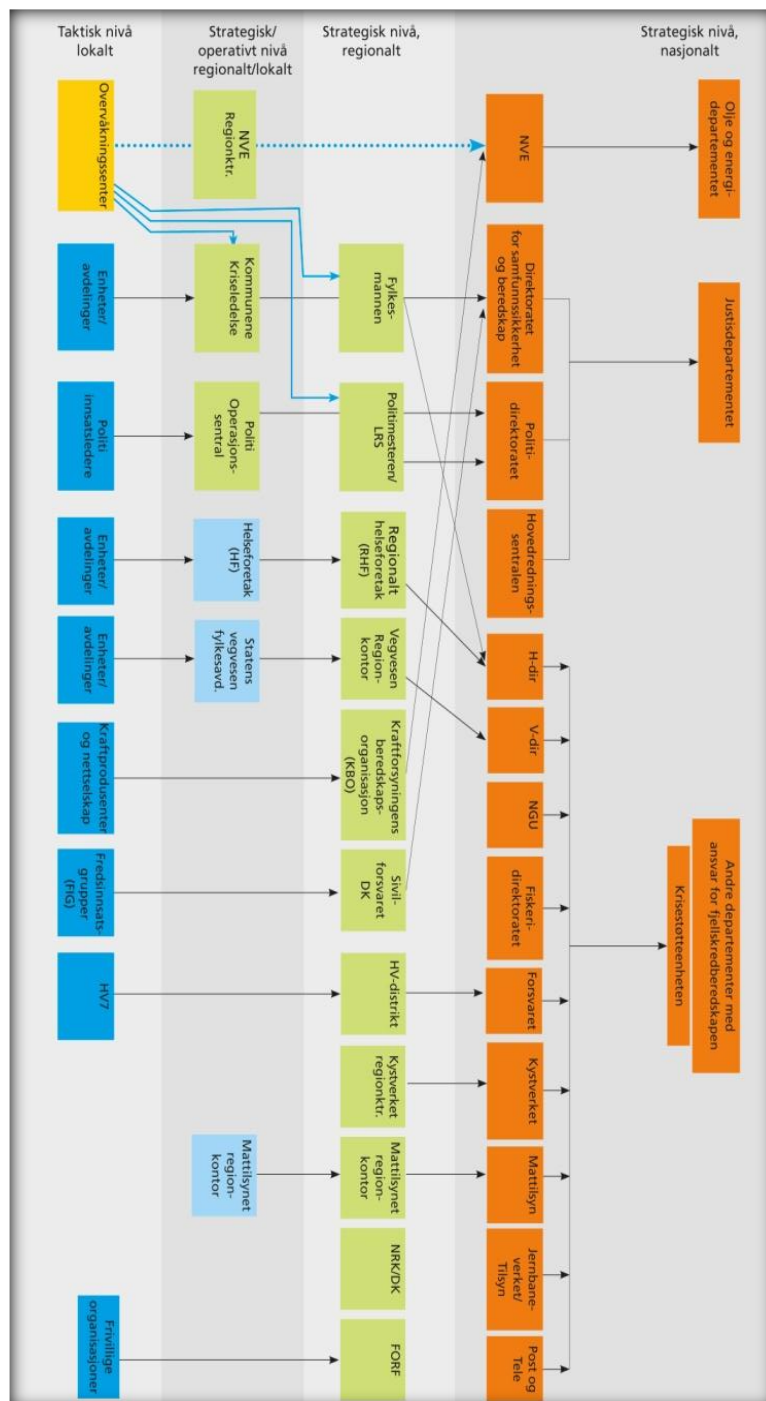 Taktisk nivå
lokalt
Strategisk/
operativt nivå
regionalt/lokalt
Strategisk nivå,
regionalt
Strategisk nivå,
nasjonalt
Overvåkningssenter
NVE
Regionktr.
NVE
Olje og energi-
departementet
Enheter/
avdelinger
Kommunene
Kriseledelse
Fylkes-
mannen
Direktoratet
for samfunnssikkerhet
og beredskap
Justisdepartementet
Politi
innsatsledere
Politi
Operasjons-
sentral
Politimesteren/
LRS
Politi-
direktoratet
Hovedrednings-
sentralen
Enheter/
avdelinger
Helseforetak
(HF)
Regionalt
helseforetak
(RHF)
H-dir
Enheter/
avdelinger
Statens
vegvesen
fylkesavd.
Vegvesen
Region-
kontor
V-dir
Kraftprodusenter
og nettselskap
Kraftforsyningens
beredskaps-
organisasjon
(KBO)
NGU
Fredsinnsats-
grupper
(FIG)
Sivil-
forsvaret
DK
Fiskeri-
direktoratet
Andre departementer med
ansvar for fjellskredberedskapen
Krisestøtteenheten
HV7
HV-distrikt
Forsvaret
Kystverket
regionktr.
Kystverket
Mattilsynet
region-
kontor
Mattilsynet
region-
kontor
Mattilsyn
NRK/DK
Jernbane-
verket/
Tilsyn
Frivillige
organisasjoner
FORF
Post og
Tele